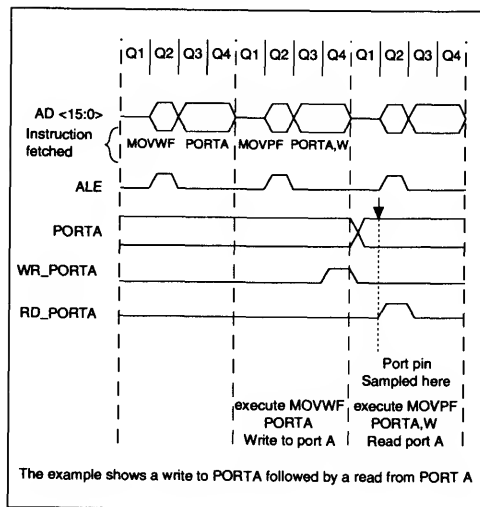 Q1 Q2 Q3 Q4 Q1 Q2 Q3 Q4 Q1 Q2 Q3 Q4
AD <15:0>
Instruction
fetched
MOVWF PORTA MOVPF PORTA,W
ALE
PORTA
WR_PORTA
RD_PORTA
Port pin
Sampled here
execute MOVWF
PORTA
Write to port A
execute MOVPF
PORTA,W
Read port A
The example shows a write to PORTA followed by a read from PORT A